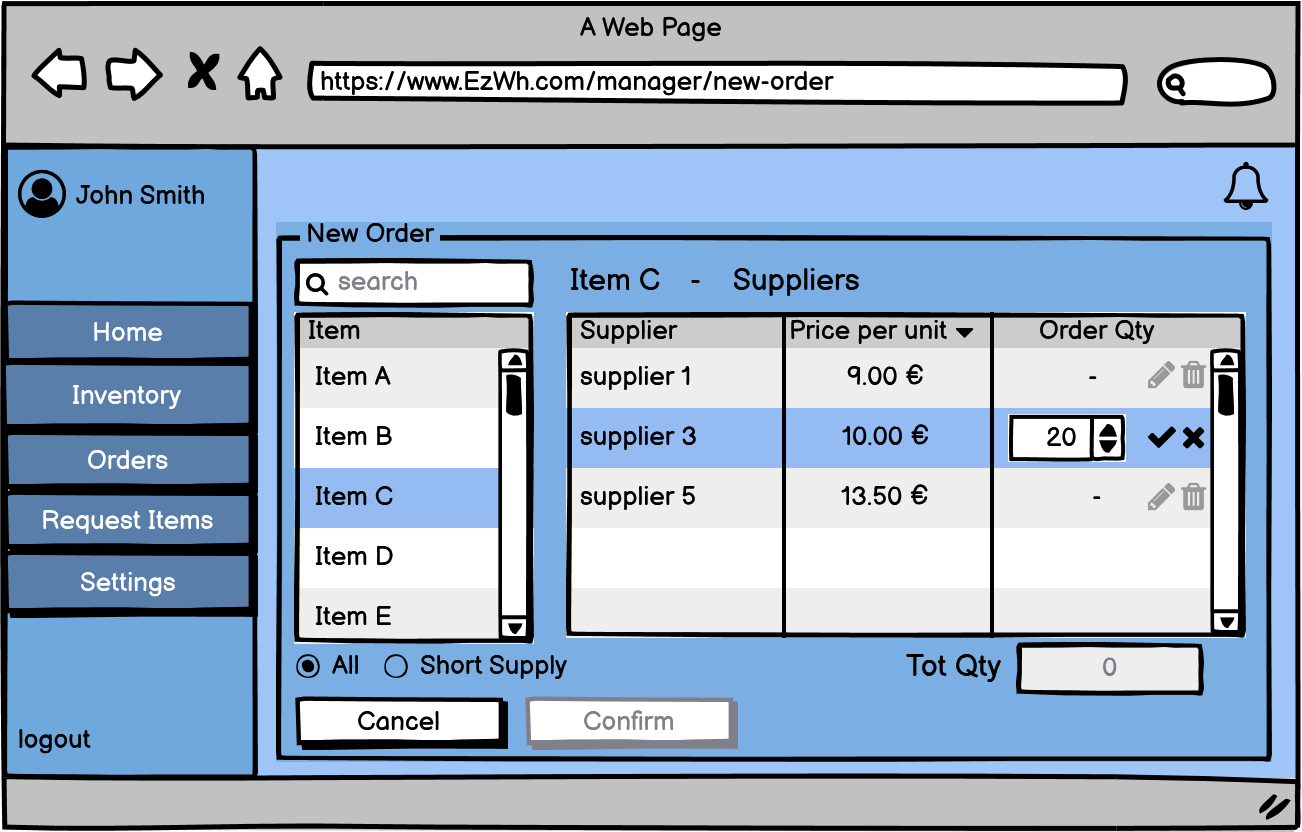 A Web Page
https://www.EzWh.com/manager/new-order
John Smith
Home
Inventory
Orders
Request Items
Settings
logout
New Order
search
Item
Item A
Item B
Item C
Item D
Item E
All Short Supply
Cancel Confirm
Item C - Suppliers
Supplier Price per unit Order Qty
supplier 1 9.00 € -
supplier 3 10.00 € 20
supplier 5 13.50 € -
Tot Qty 0